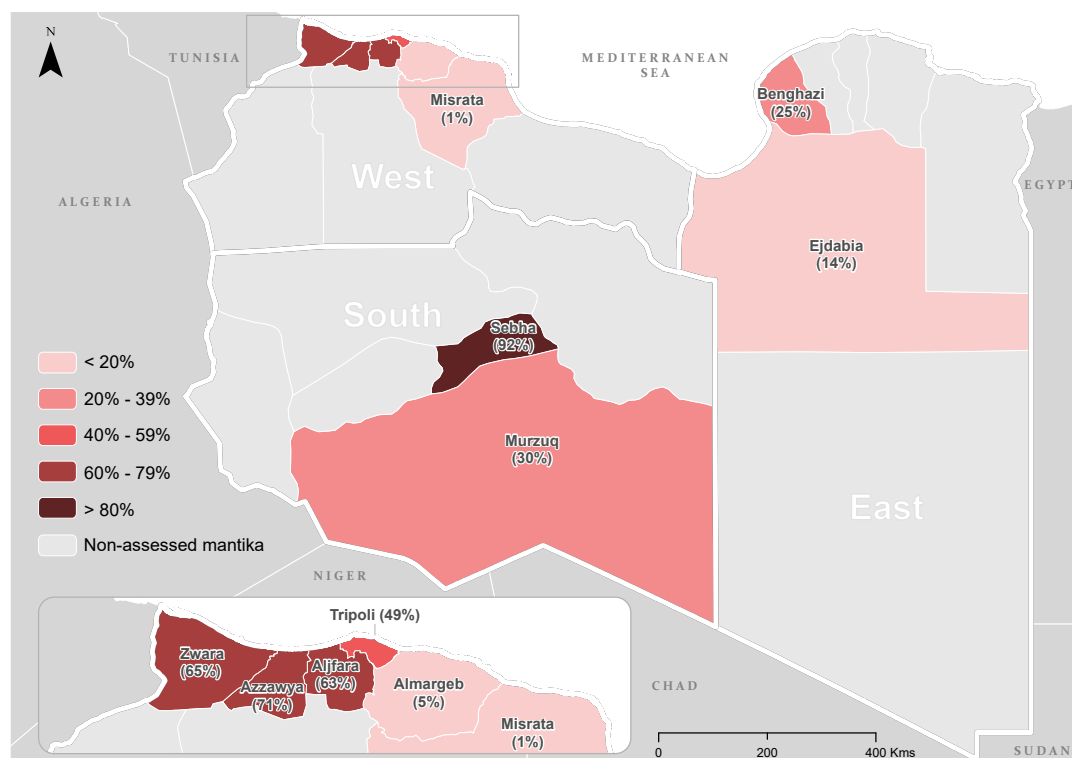 N
TUNISIA
MEDITERRANEAN
SEA
Misrata
(1%)
Benghazi
(25%)
West
ALGERIA
EGYPT
Ejdabia
(14%)
South
Sebha
(92%)
< 20%
20% - 39%
40% - 59%
60% - 79%
> 80%
Non-assessed mantika
Murzuq
(30%)
East
NIGER
Tripoli (49%)
Zwara
(65%)
Azzawya
(71%)
Aljfara
(63%)
Almargeb
(5%)
Misrata
(1%)
CHAD
0 200 400 Kms
SUDAN